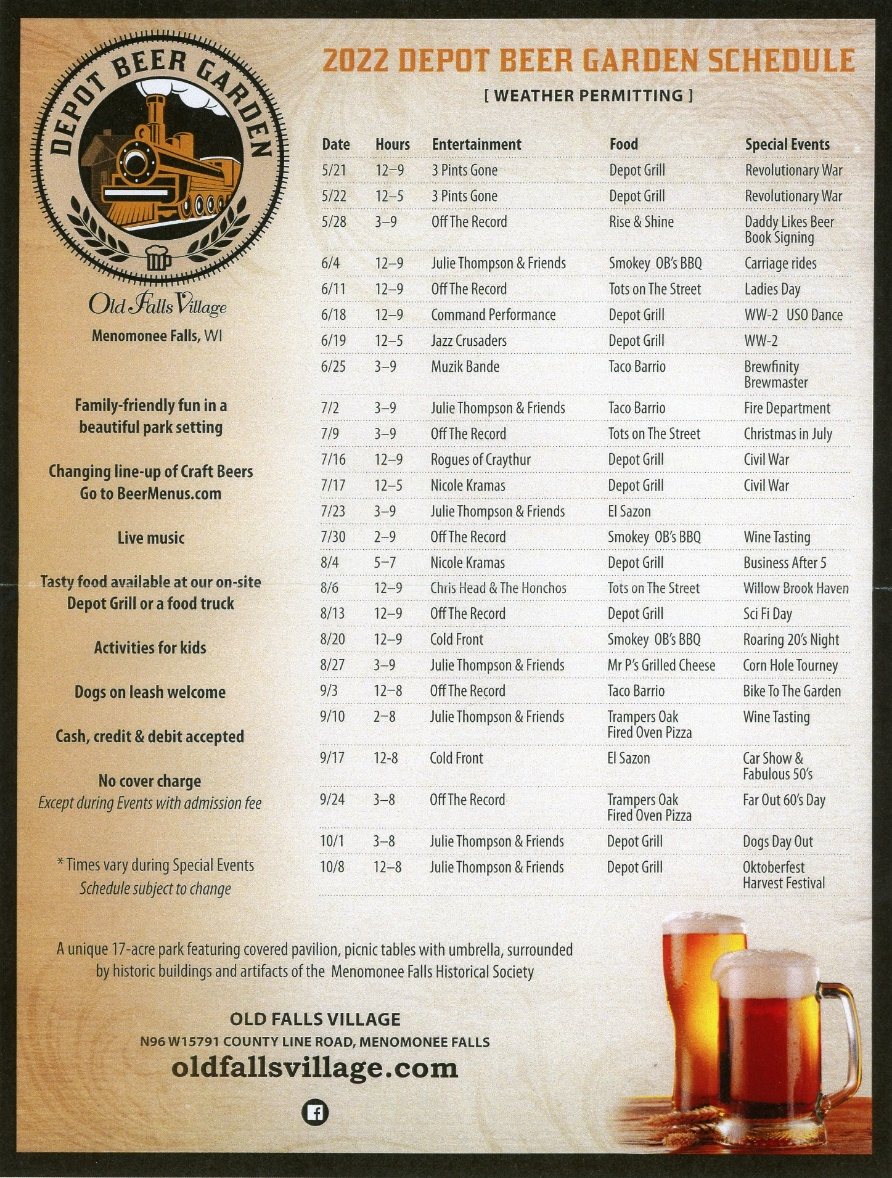 DEPOT BEER GARDEN
Old Falls Village
Menomonee Falls, WI
Family-friendly fun in a
beautiful park setting
Changing line-up of Craft Beers
Go to BeerMenus.com
Live music
Tasty food available at our on-site
Depot Grill or a food truck
Activities for kids
Dogs on leash welcome
Cash, credit & debit accepted
No cover charge
Except during Events with admission fee
* Times vary during Special Events
Schedule subject to change
2022 DEPOT BEER GARDEN SCHEDULE
[ WEATHER PERMITTING ]
Date Hours Entertainment Food Special Events
5/21 12–9 3 Pints Gone Depot Grill Revolutionary War
5/22 12–5 3 Pints Gone Depot Grill Revolutionary War
5/28 3–9 Off The Record Rise & Shine Daddy Likes Beer
Book Signing
6/4 12–9 Julie Thompson & Friends Smokey OB's BBQ Carriage rides
6/11 12–9 Off The Record Tots on The Street Ladies Day
6/18 12–9 Command Performance Depot Grill WW-2 USO Dance
6/19 12–5 Jazz Crusaders Depot Grill WW-2
6/25 3–9 Muzik Bande Taco Barrio Brewfinity
Brewmaster
7/2 3–9 Julie Thompson & Friends Taco Barrio Fire Department
7/9 3–9 Off The Record Tots on The Street Christmas in July
7/16 12–9 Rogues of Craythur Depot Grill Civil War
7/17 12–5 Nicole Kramas Depot Grill Civil War
7/23 3–9 Julie Thompson & Friends El Sazon
7/30 2–9 Off The Record Smokey OB's BBQ Wine Tasting
8/4 5–7 Nicole Kramas Depot Grill Business After 5
8/6 12–9 Chris Head & The Honchos Tots on The Street Willow Brook Haven
8/13 12–9 Off The Record Depot Grill Sci Fi Day
8/20 12–9 Cold Front Smokey OB's BBQ Roaring 20's Night
8/27 3–9 Julie Thompson & Friends Mr P's Grilled Cheese Corn Hole Tourney
9/3 12–8 Off The Record Taco Barrio Bike To The Garden
9/10 2–8 Julie Thompson & Friends Trampers Oak Wine Tasting
Fired Oven Pizza
9/17 12-8 Cold Front El Sazon Car Show &
Fabulous 50's
9/24 3–8 Off The Record Trampers Oak Far Out 60's Day
Fired Oven Pizza
10/1 3–8 Julie Thompson & Friends Depot Grill Dogs Day Out
10/8 12–8 Julie Thompson & Friends Depot Grill Oktoberfest
Harvest Festival
A unique 17-acre park featuring covered pavilion, picnic tables with umbrella, surrounded
by historic buildings and artifacts of the Menomonee Falls Historical Society
OLD FALLS VILLAGE
N96 W15791 COUNTY LINE ROAD, MENOMONEE FALLS
oldfallsvillage.com